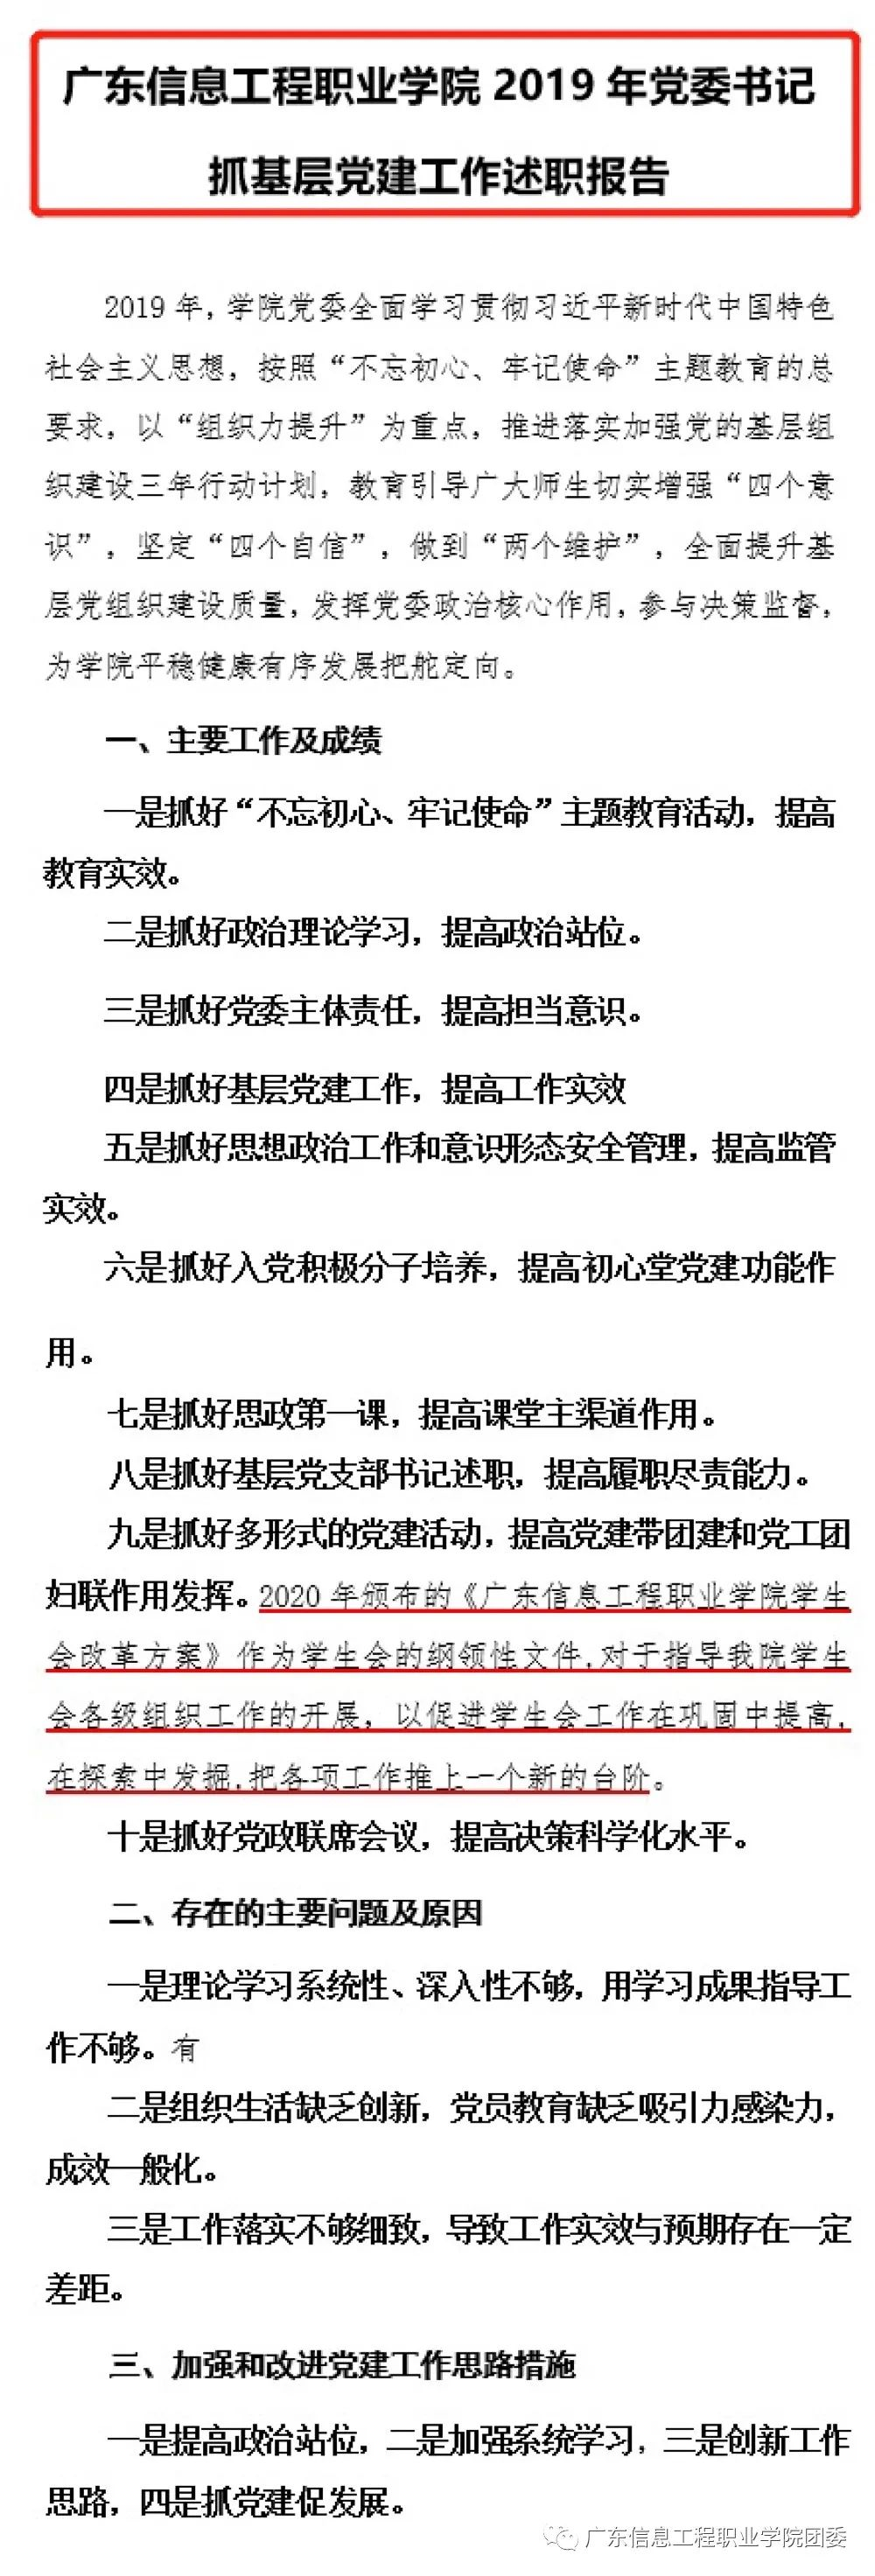 广东信息工程职业学院 2019 年党委书记
抓基层党建工作述职报告
2019 年，学院党委全面学习贯彻习近平新时代中国特色
社会主义思想，按照“不忘初心、牢记使命”主题教育的总
要求，以“组织力提升”为重点，推进落实加强党的基层组
织建设三年行动计划，教育引导广大师生切实增强“四个意
识”，坚定“四个自信”，做到“两个维护”，全面提升基
层党组织建设质量，发挥党委政治核心作用，参与决策监督，
为学院平稳健康有序发展把舵定向。
一、主要工作及成绩
一是抓好“不忘初心、牢记使命”主题教育活动，提高
教育实效。
二是抓好政治理论学习，提高政治站位。
三是抓好党委主体责任，提高担当意识。
四是抓好基层党建工作，提高工作实效
五是抓好思想政治工作和意识形态安全管理，提高监管
实效。
六是抓好入党积极分子培养，提高初心堂党建功能作
用。
七是抓好思政第一课，提高课堂主渠道作用。
八是抓好基层党支部书记述职，提高履职尽责能力。
九是抓好多形式的党建活动，提高党建带团建和党工团
妇联作用发挥。2020 年颁布的《广东信息工程职业学院学生
会改革方案》作为学生会的纲领性文件,对于指导我院学生
会各级组织工作的开展，以促进学生会工作在巩固中提高,
在探索中发掘,把各项工作推上一个新的台阶。
十是抓好党政联席会议，提高决策科学化水平。
二、存在的主要问题及原因
一是理论学习系统性、深入性不够，用学习成果指导工
作不够。有
二是组织生活缺乏创新，党员教育缺乏吸引力感染力，
成效一般化。
三是工作落实不够细致，导致工作实效与预期存在一定
差距。
三、加强和改进党建工作思路措施
一是提高政治站位，二是加强系统学习，三是创新工作
思路，四是抓党建促发展。
广东信息工程职业学院团委